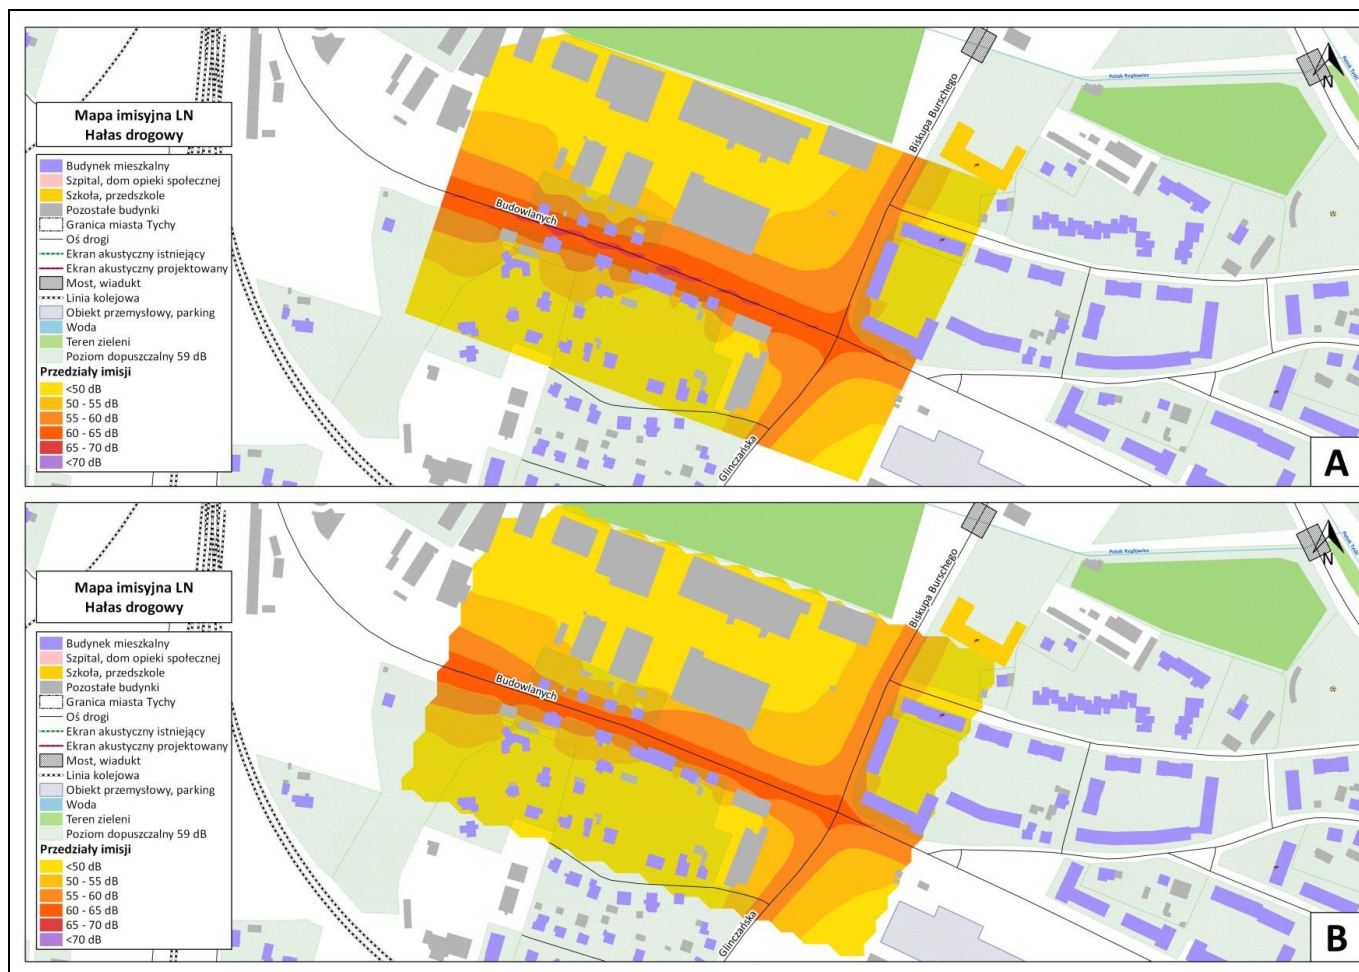 Mapa imisyjna LN
Hałas drogowy
Budynek mieszkalny
Szpital, dom opieki społecznej
Szkoła, przedszkole
Pozostałe budynki
Granica miasta Tychy
Oś drogi
Ekran akustyczny istniejący
Ekran akustyczny projektowany
Most, wiadukt
Linia kolejowa
Obiekt przemysłowy, parking
Woda
Teren zieleni
Poziom dopuszczalny 59 dB
Przedziały imisji
<50 dB
50 - 55 dB
55 - 60 dB
60 - 65 dB
65 - 70 dB
<70 dB
Budowlanych
Biskupa Burschego
Glinczańska
N
A
Mapa imisyjna LN
Hałas drogowy
Budynek mieszkalny
Szpital, dom opieki społecznej
Szkoła, przedszkole
Pozostałe budynki
Granica miasta Tychy
Oś drogi
Ekran akustyczny istniejący
Ekran akustyczny projektowany
Most, wiadukt
Linia kolejowa
Obiekt przemysłowy, parking
Woda
Teren zieleni
Poziom dopuszczalny 59 dB
Przedziały imisji
<50 dB
50 - 55 dB
55 - 60 dB
60 - 65 dB
65 - 70 dB
<70 dB
Budowlanych
Biskupa Burschego
Glinczańska
N
B